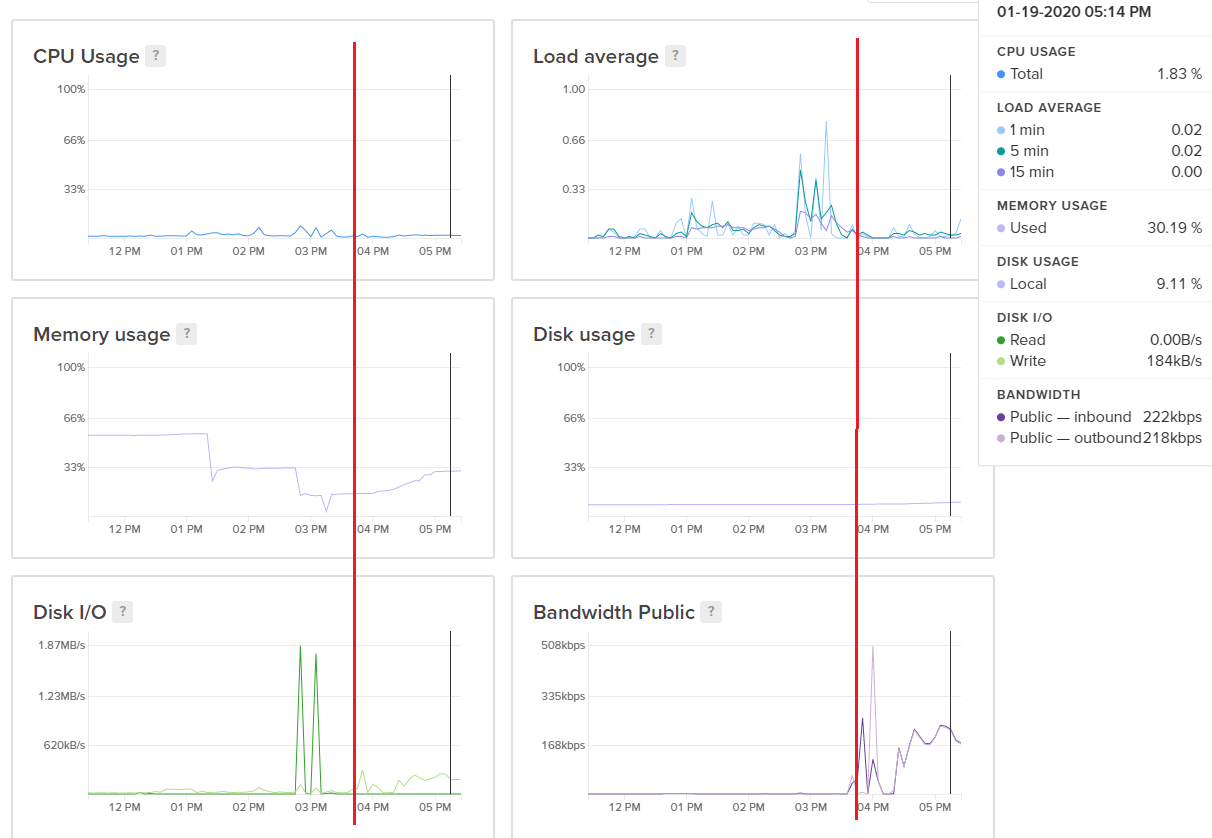 01-19-2020 05:14 PM
CPU Usage ?
100%
66%
33%
12 PM 01 PM 02 PM 03 PM 04 PM 05 PM
Load average ?
1.00
0.66
0.33
12 PM 01 PM 02 PM 03 PM 04 PM 05 PM
CPU USAGE
Total 1.83 %
LOAD AVERAGE
1 min 0.02
5 min 0.02
15 min 0.00
MEMORY USAGE
Used 30.19 %
DISK USAGE
Local 9.11 %
DISK I/O
Read 0.00B/s
Write 184kB/s
BANDWIDTH
Public — inbound 222kbps
Public — outbound 218kbps
Memory usage ?
100%
66%
33%
12 PM 01 PM 02 PM 03 PM 04 PM 05 PM
Disk usage ?
100%
66%
33%
12 PM 01 PM 02 PM 03 PM 04 PM 05 PM
Disk I/O ?
1.87MB/s
1.23MB/s
620kB/s
12 PM 01 PM 02 PM 03 PM 04 PM 05 PM
Bandwidth Public ?
508kbps
335kbps
168kbps
12 PM 01 PM 02 PM 03 PM 04 PM 05 PM